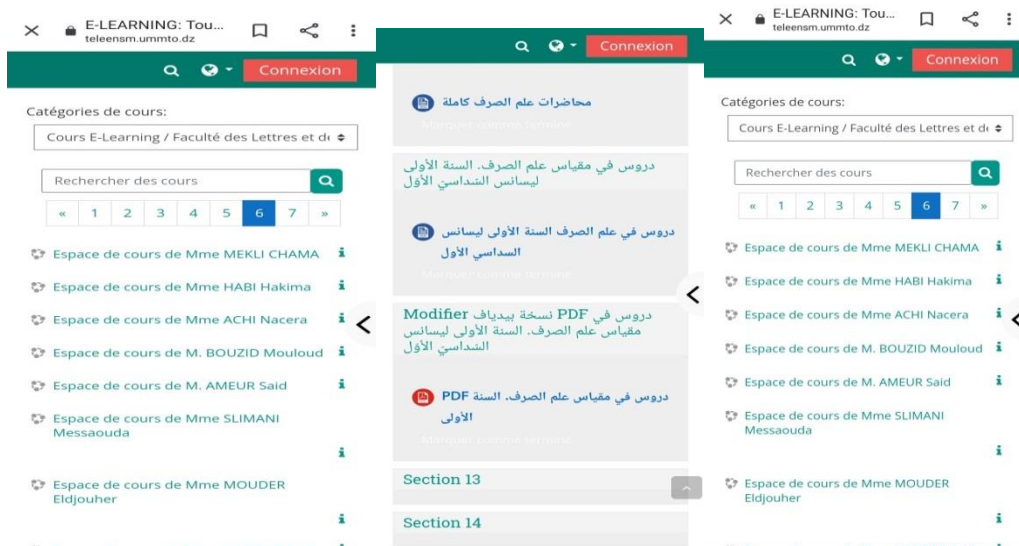 E-LEARNING: Tou...
teleensm.ummto.dz
Connexion
Catégories de cours:
Cours E-Learning / Faculté des Lettres et de
Rechercher des cours
« 1 2 3 4 5 6 7 »
Espace de cours de Mme MEKLI CHAMA
Espace de cours de Mme HABI Hakima
Espace de cours de Mme ACHI Nacera
Espace de cours de M. BOUZID Mouloud
Espace de cours de M. AMEUR Said
Espace de cours de Mme SLIMANI
Messaouda
Espace de cours de Mme MOUDER
Eldjouher
Connexion
محاضرات علم الصرف كاملة
Marquer comme terminé
دروس في مقياس علم الصرف. السنة الأولى
ليسانس السّداسيّ الأوّل
دروس في علم الصرف السنة الأولى ليسانس
السداسي الأول
Marquer comme terminé
دروس في PDF نسخة بيدياف Modifier
مقياس علم الصرف. السنة الأولى ليسانس
السّداسيّ الأوّل
دروس في مقياس علم الصرف. السنة PDF
الأولى
Marquer comme terminé
Section 13
Section 14
E-LEARNING: Tou...
teleensm.ummto.dz
Connexion
Catégories de cours:
Cours E-Learning / Faculté des Lettres et de
Rechercher des cours
« 1 2 3 4 5 6 7 »
Espace de cours de Mme MEKLI CHAMA
Espace de cours de Mme HABI Hakima
Espace de cours de Mme ACHI Nacera
Espace de cours de M. BOUZID Mouloud
Espace de cours de M. AMEUR Said
Espace de cours de Mme SLIMANI
Messaouda
Espace de cours de Mme MOUDER
Eldjouher